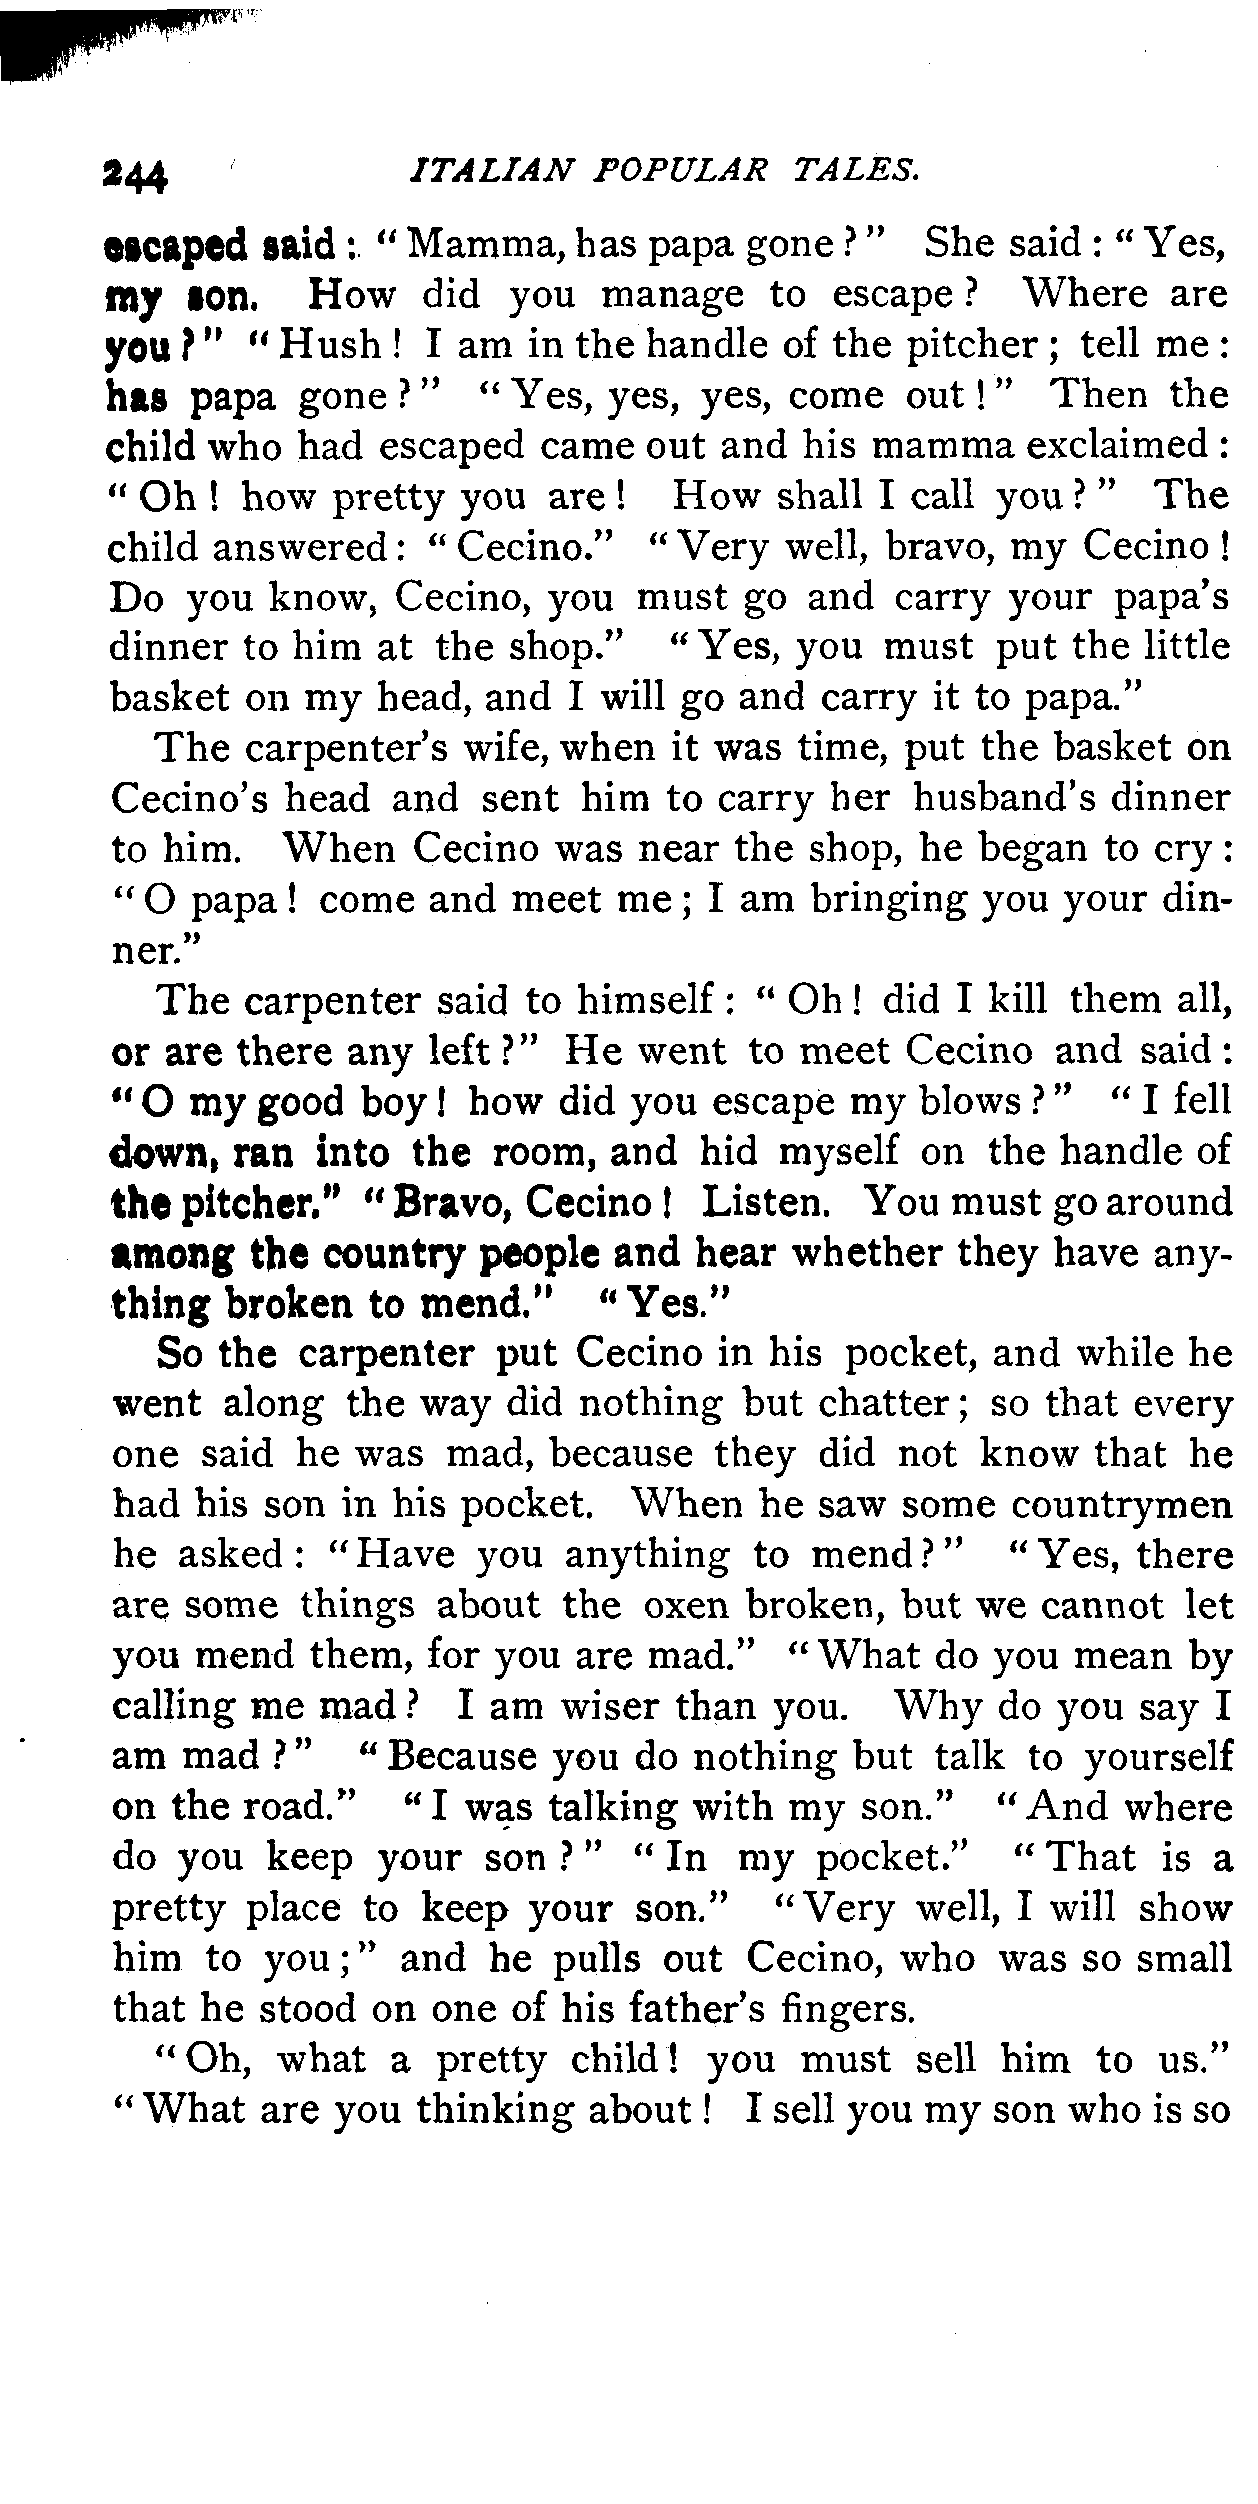 244 ITALIAN POPULAR TALES.
escaped said: "Mamma, has papa gone?" She said: "Yes,
my son. How did you manage to escape? Where are
you?" "Hush! I am in the handle of the pitcher; tell me:
has papa gone?" "Yes, yes, yes, come out!" Then the
child who had escaped came out and his mamma exclaimed:
"Oh! how pretty you are! How shall I call you?" The
child answered: "Cecino." "Very well, bravo, my Cecino!
Do you know, Cecino, you must go and carry your papa's
dinner to him at the shop." "Yes, you must put the little
basket on my head, and I will go and carry it to papa."
The carpenter's wife, when it was time, put the basket on
Cecino's head and sent him to carry her husband's dinner
to him. When Cecino was near the shop, he began to cry:
"O papa! come and meet me; I am bringing you your din-
ner."
The carpenter said to himself: "Oh! did I kill them all,
or are there any left?" He went to meet Cecino and said:
"O my good boy! how did you escape my blows?" "I fell
down, ran into the room, and hid myself on the handle of
the pitcher." "Bravo, Cecino! Listen. You must go around
among the country people and hear whether they have any-
thing broken to mend." "Yes."
So the carpenter put Cecino in his pocket, and while he
went along the way did nothing but chatter; so that every
one said he was mad, because they did not know that he
had his son in his pocket. When he saw some countrymen
he asked: "Have you anything to mend?" "Yes, there
are some things about the oxen broken, but we cannot let
you mend them, for you are mad." "What do you mean by
calling me mad? I am wiser than you. Why do you say I
am mad?" "Because you do nothing but talk to yourself
on the road." "I was talking with my son." "And where
do you keep your son?" "In my pocket." "That is a
pretty place to keep your son." "Very well, I will show
him to you;" and he pulls out Cecino, who was so small
that he stood on one of his father's fingers.
"Oh, what a pretty child! you must sell him to us."
"What are you thinking about! I sell you my son who is so